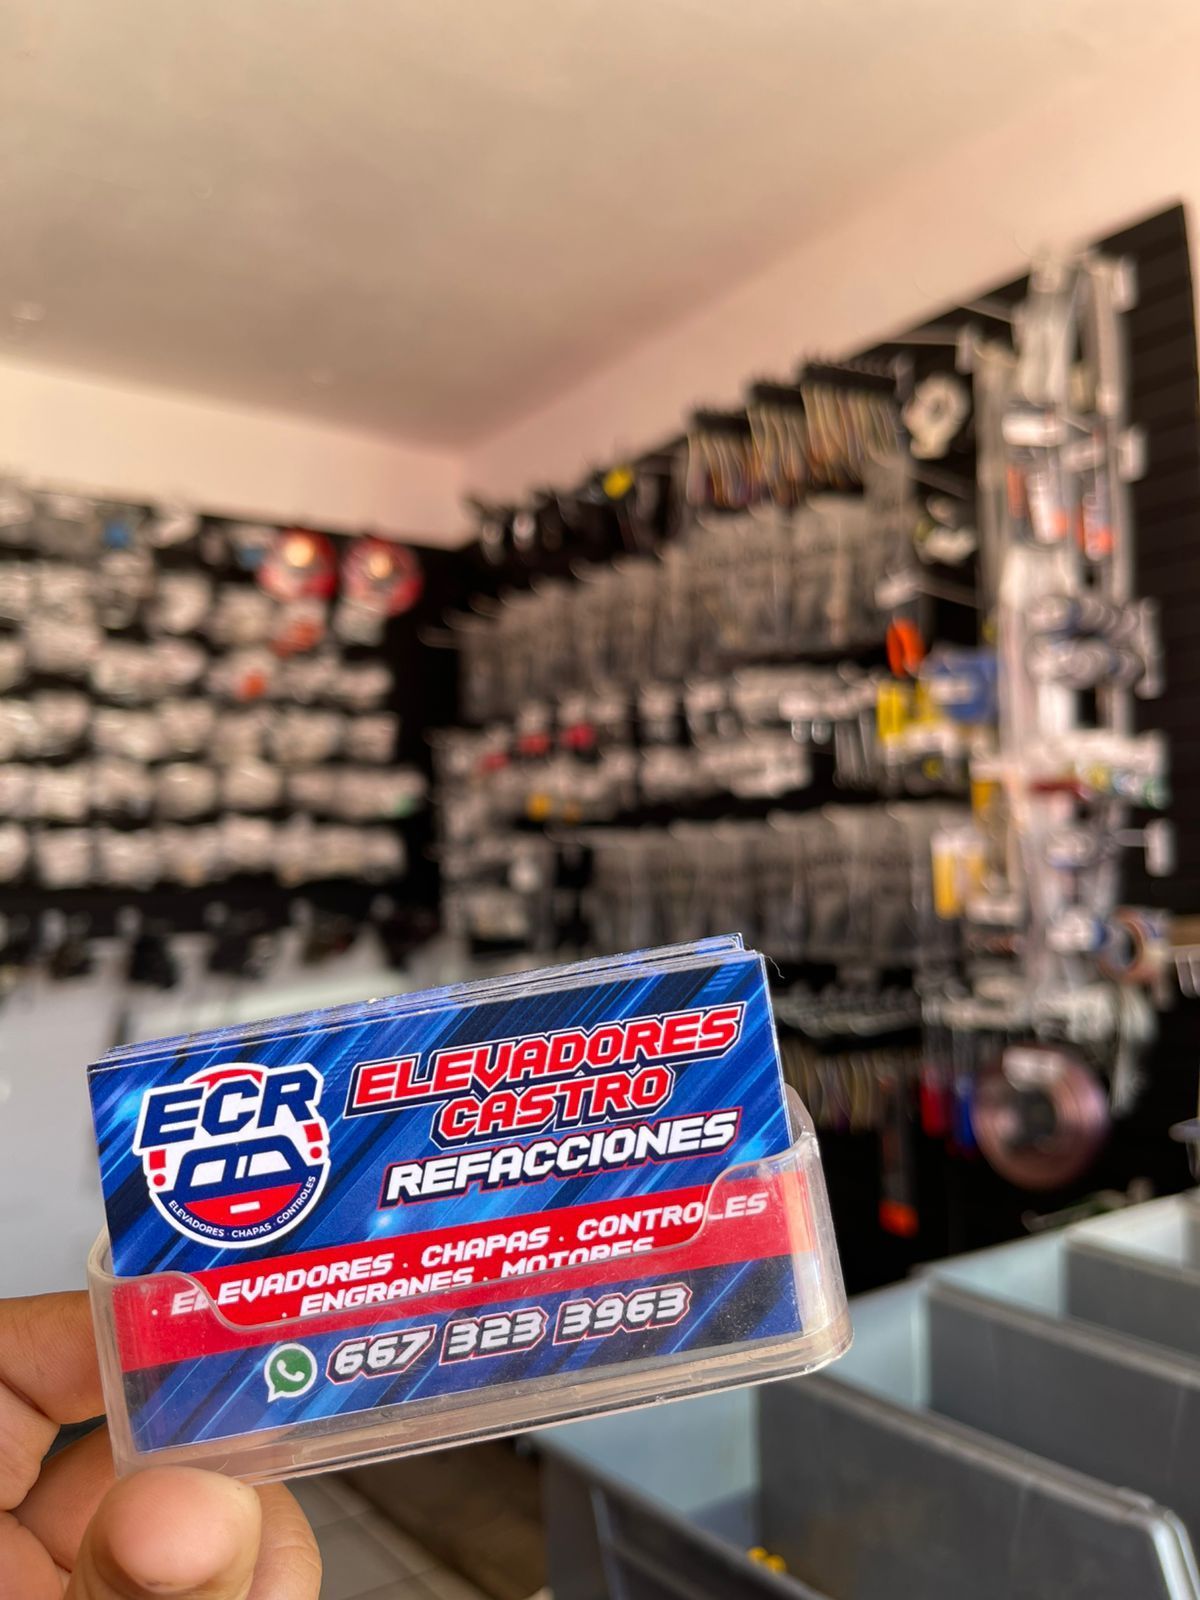 ECR
ELEVADORES · CHAPAS · CONTROLES
ELEVADORES
CASTRO
REFACCIONES
· ELEVADORES · CHAPAS · CONTROLES
· ENGRANES · MOTORES
667 323 3963